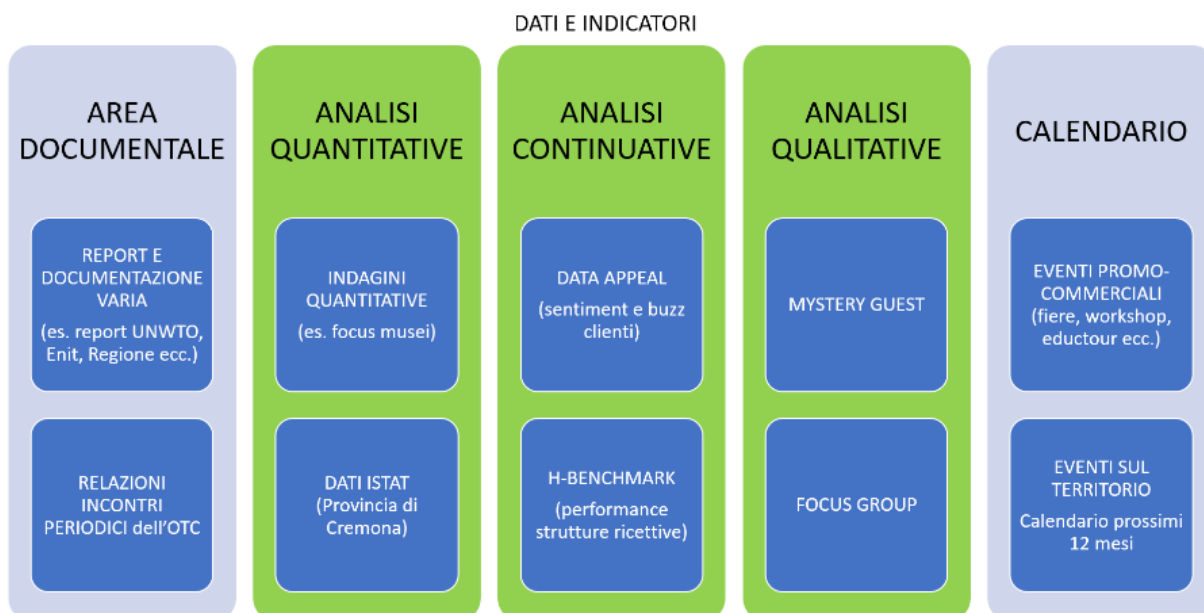 DATI E INDICATORI
AREA
DOCUMENTALE
REPORT E
DOCUMENTAZIONE
VARIA
(es. report UNWTO,
Enit, Regione ecc.)
RELAZIONI
INCONTRI
PERIODICI dell'OTC
ANALISI
QUANTITATIVE
INDAGINI
QUANTITATIVE
(es. focus musei)
DATI ISTAT
(Provincia di
Cremona)
ANALISI
CONTINUATIVE
DATA APPEAL
(sentiment e buzz
clienti)
H-BENCHMARK
(performance
strutture ricettive)
ANALISI
QUALITATIVE
MYSTERY GUEST
FOCUS GROUP
CALENDARIO
EVENTI PROMO-
COMMERCIALI
(fiere, workshop,
eductour ecc.)
EVENTI SUL
TERRITORIO
Calendario prossimi
12 mesi